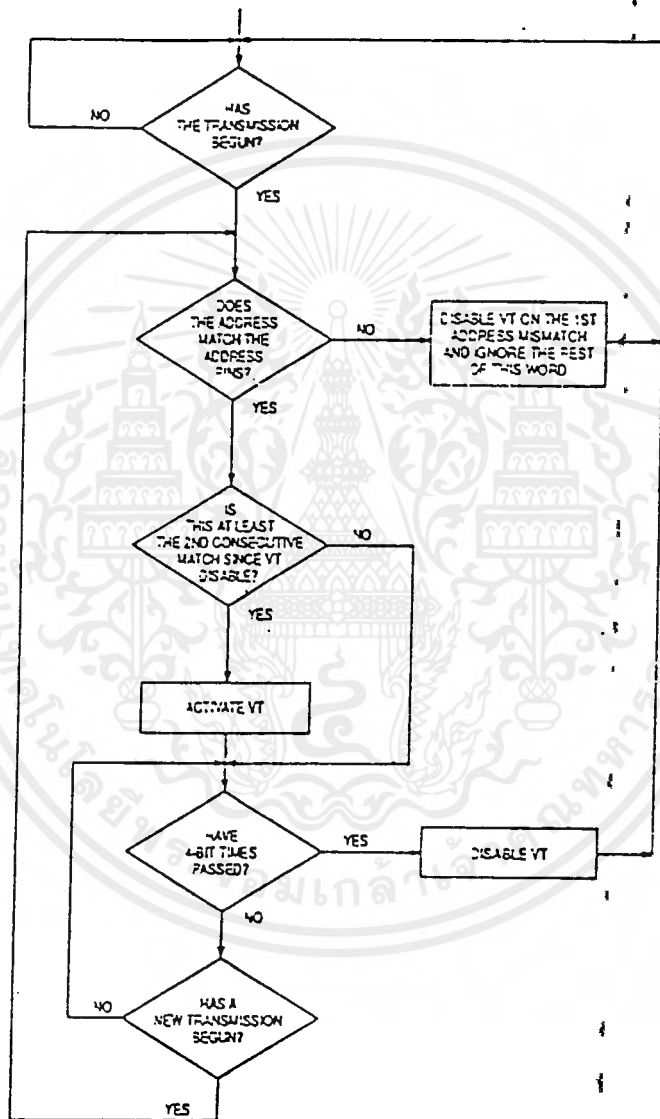 HAS
THE TRANSMISSION
BEGUN?
NO
YES
DOES
THE ADDRESS
MATCH THE
ADDRESS
PINS?
NO
DISABLE VT ON THE 1ST
ADDRESS MISMATCH
AND IGNORE THE REST
OF THIS WORD
YES
IS
THIS AT LEAST
THE 2ND CONSECUTIVE
MATCH SINCE VT
DISABLE?
NO
YES
ACTIVATE VT
HAVE
4-BIT TIMES
PASSED?
YES
DISABLE VT
NO
HAS A
NEW TRANSMISSION
BEGUN?
NO
YES